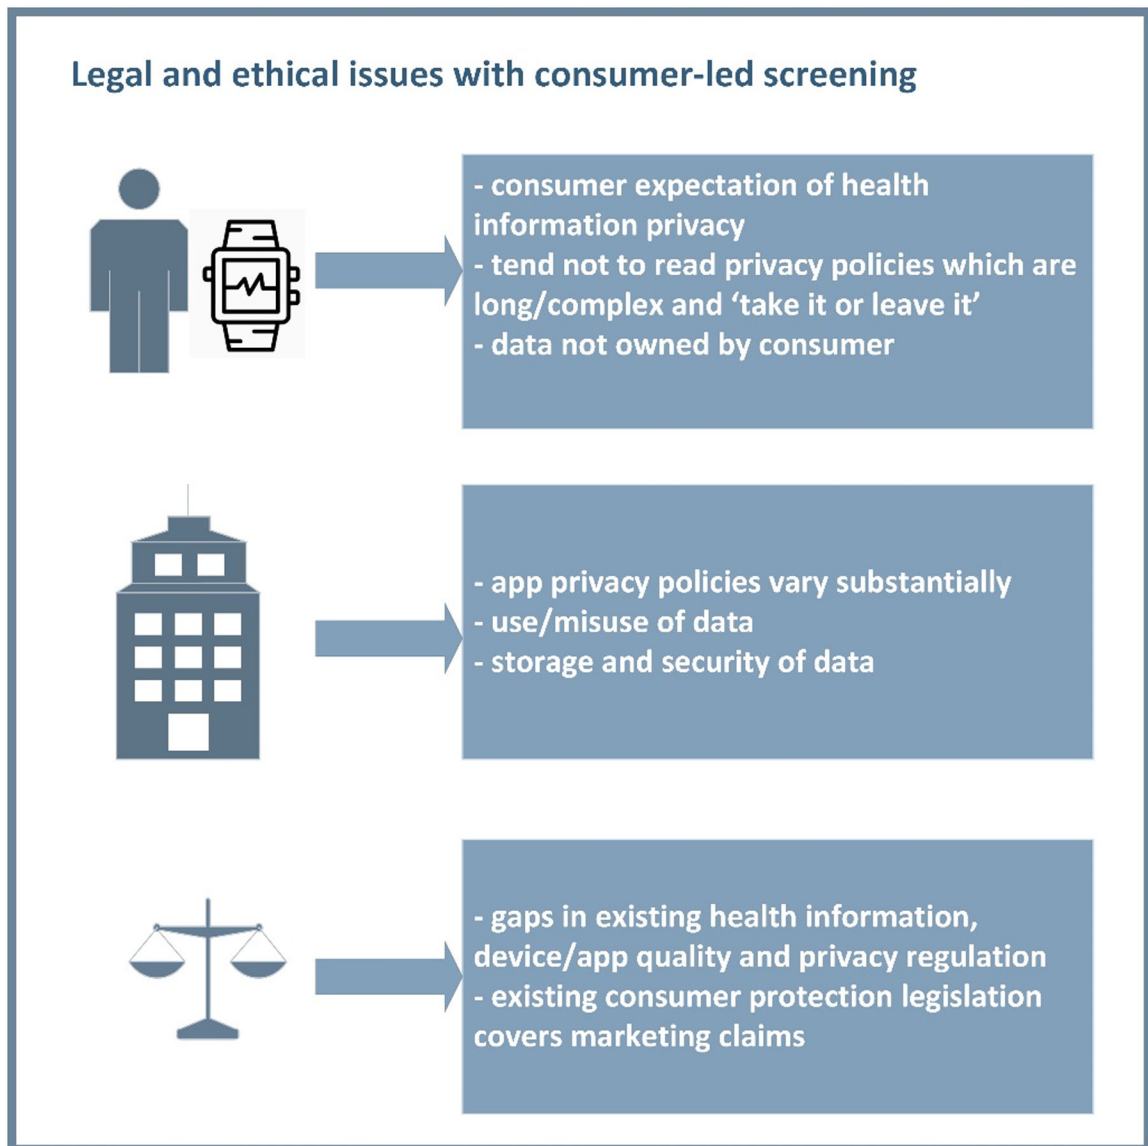 Legal and ethical issues with consumer-led screening
- consumer expectation of health
information privacy
- tend not to read privacy policies which are
long/complex and ‘take it or leave it’
- data not owned by consumer
- app privacy policies vary substantially
- use/misuse of data
- storage and security of data
- gaps in existing health information,
device/app quality and privacy regulation
- existing consumer protection legislation
covers marketing claims